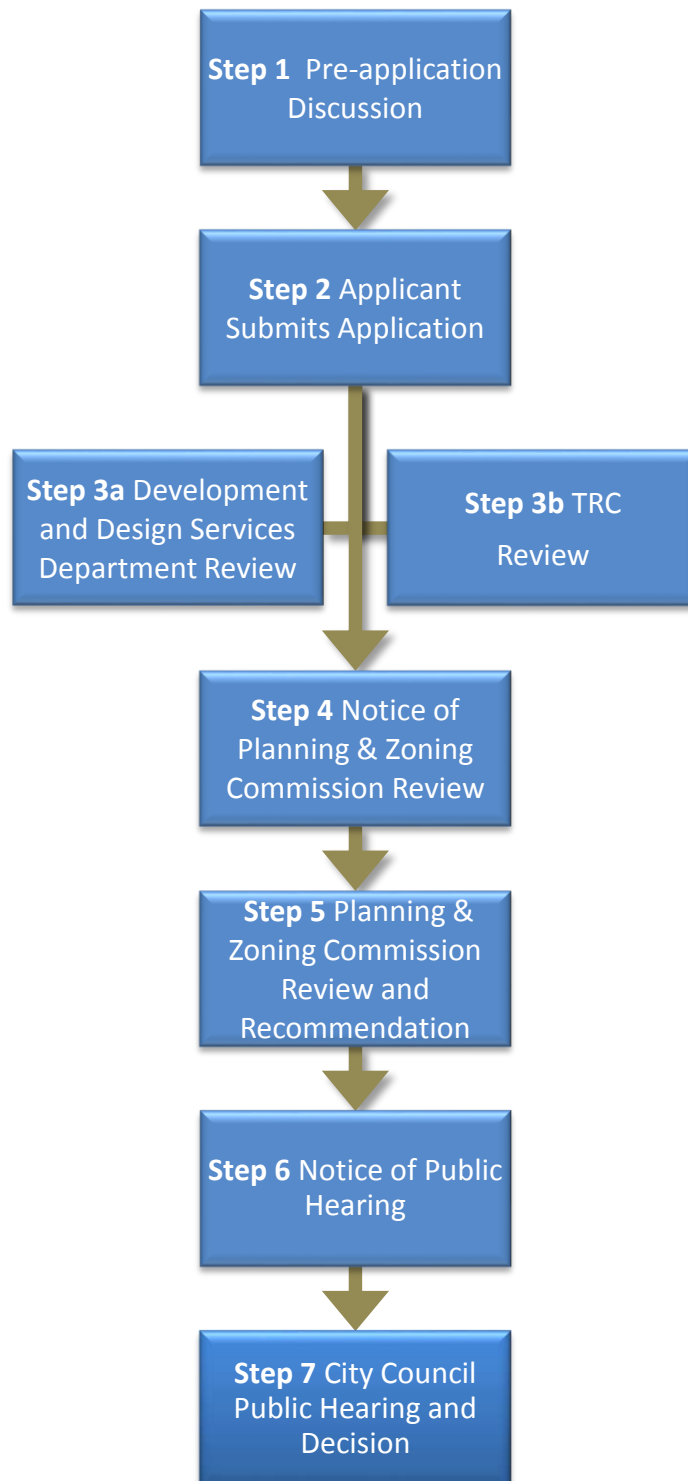 Step 1 Pre-application
Discussion
Step 2 Applicant
Submits Application
Step 3a Development
and Design Services
Department Review
Step 3b TRC
Review
Step 4 Notice of
Planning & Zoning
Commission Review
Step 5 Planning &
Zoning Commission
Review and
Recommendation
Step 6 Notice of Public
Hearing
Step 7 City Council
Public Hearing and
Decision